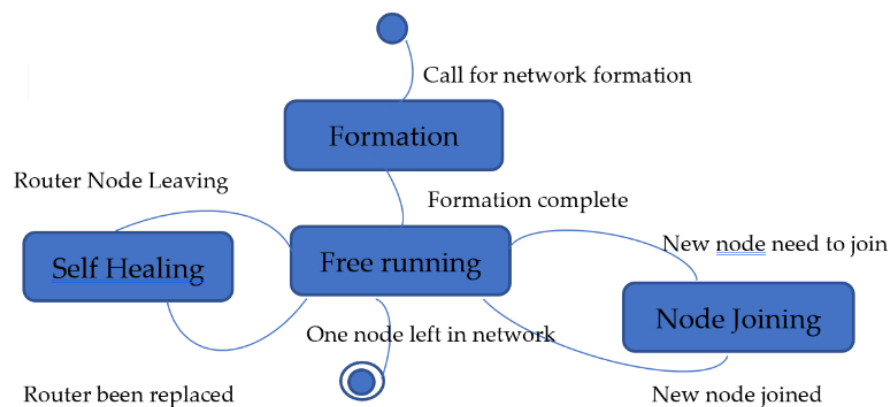 Call for network formation
Formation
Router Node Leaving
Formation complete
New node need to join
Self Healing
Free running
Node Joining
One node left in network
Router been replaced
New node joined